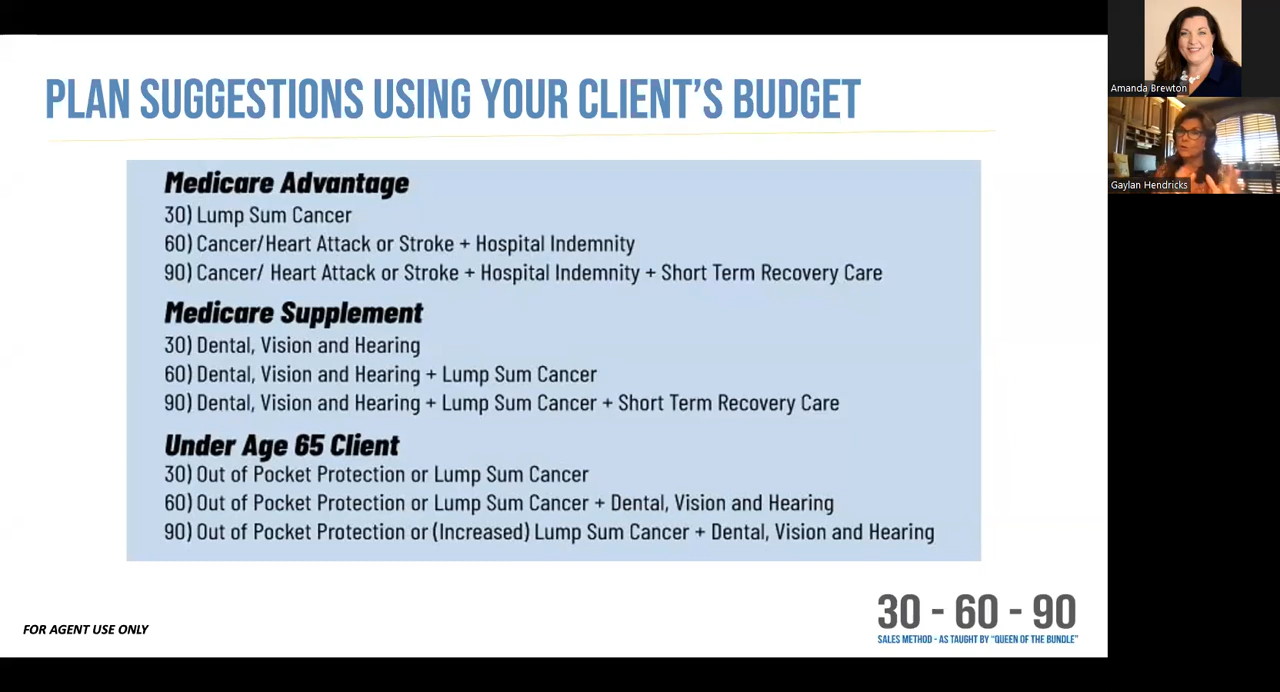 PLAN SUGGESTIONS USING YOUR CLIENT'S BUDGET
Medicare Advantage
30) Lump Sum Cancer
60) Cancer/Heart Attack or Stroke + Hospital Indemnity
90) Cancer/ Heart Attack or Stroke + Hospital Indemnity + Short Term Recovery Care
Medicare Supplement
30) Dental, Vision and Hearing
60) Dental, Vision and Hearing + Lump Sum Cancer
90) Dental, Vision and Hearing + Lump Sum Cancer + Short Term Recovery Care
Under Age 65 Client
30) Out of Pocket Protection or Lump Sum Cancer
60) Out of Pocket Protection or Lump Sum Cancer + Dental, Vision and Hearing
90) Out of Pocket Protection or (Increased) Lump Sum Cancer + Dental, Vision and Hearing
FOR AGENT USE ONLY
30 - 60 - 90
SALES METHOD - AS TAUGHT BY "QUEEN OF THE BUNDLE"
Amanda Brewton
Gaylan Hendricks